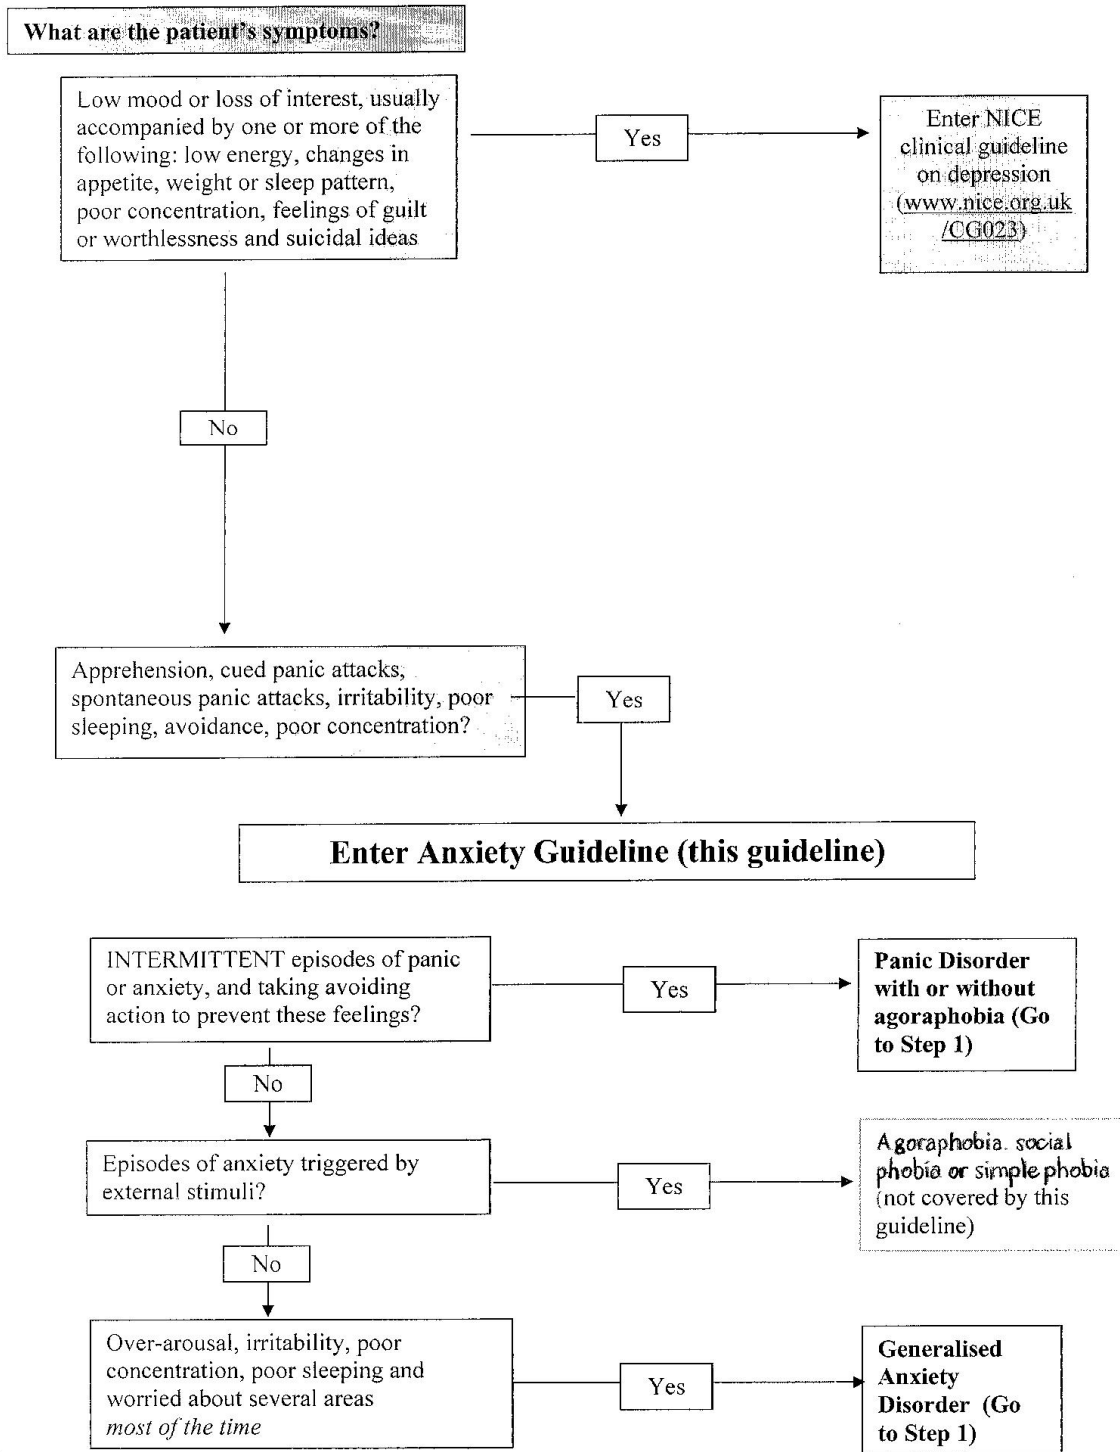 What are the patient's symptoms?
Low mood or loss of interest, usually
accompanied by one or more of the
following: low energy, changes in
appetite, weight or sleep pattern,
poor concentration, feelings of guilt
or worthlessness and suicidal ideas
Yes
Enter NICE
clinical guideline
on depression
(www.nice.org.uk
/CG023)
No
Apprehension, cued panic attacks,
spontaneous panic attacks, irritability, poor
sleeping, avoidance, poor concentration?
Yes
Enter Anxiety Guideline (this guideline)
INTERMITTENT episodes of panic
or anxiety, and taking avoiding
action to prevent these feelings?
Yes
Panic Disorder
with or without
agoraphobia (Go
to Step 1)
No
Episodes of anxiety triggered by
external stimuli?
Yes
Agoraphobia. social
phobia or simple phobia
(not covered by this
guideline)
No
Over-arousal, irritability, poor
concentration, poor sleeping and
worried about several areas
most of the time
Yes
Generalised
Anxiety
Disorder (Go
to Step 1)